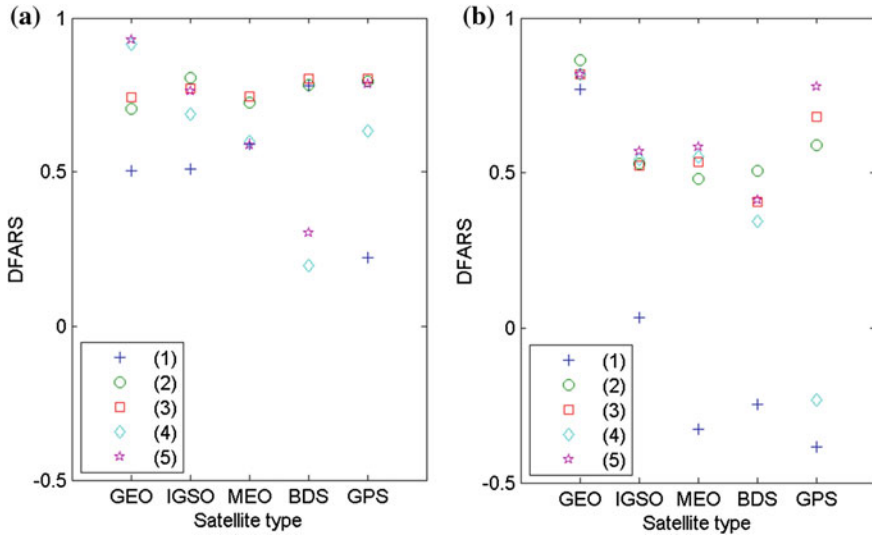 (a)
1
0.5
0
-0.5
DFARS
(1)
(2)
(3)
(4)
(5)
GEO IGSO MEO BDS GPS
Satellite type
(b)
1
0.5
0
-0.5
DFARS
(1)
(2)
(3)
(4)
(5)
GEO IGSO MEO BDS GPS
Satellite type